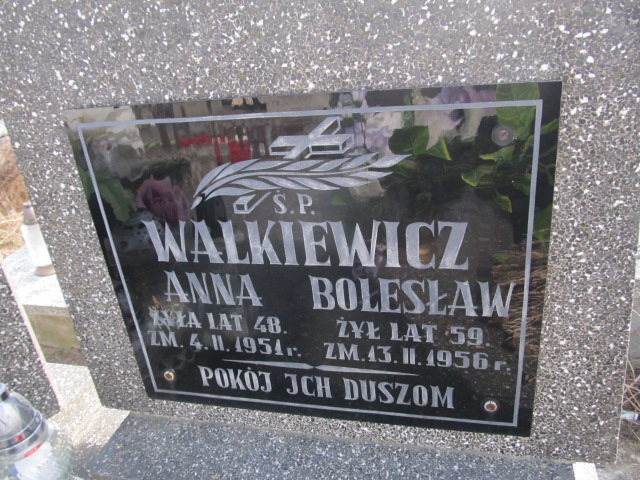 Ś.P.
WALKIEWICZ
ANNA BOLESŁAW
ŻYŁA LAT 48. ŻYŁ LAT 59.
ZM. 4. II. 1951 r. ZM. 13. II. 1956 r.
POKÓJ JCH DUSZOM